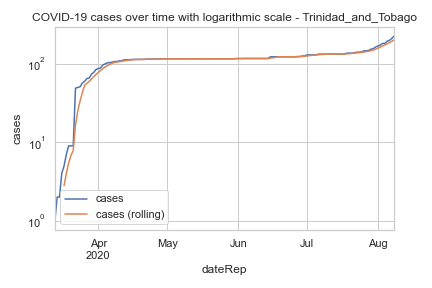 COVID-19 cases over time with logarithmic scale - Trinidad_and_Tobago
10²
10¹
10⁰
cases
cases
cases (rolling)
Apr
2020
May
Jun
Jul
Aug
dateRep